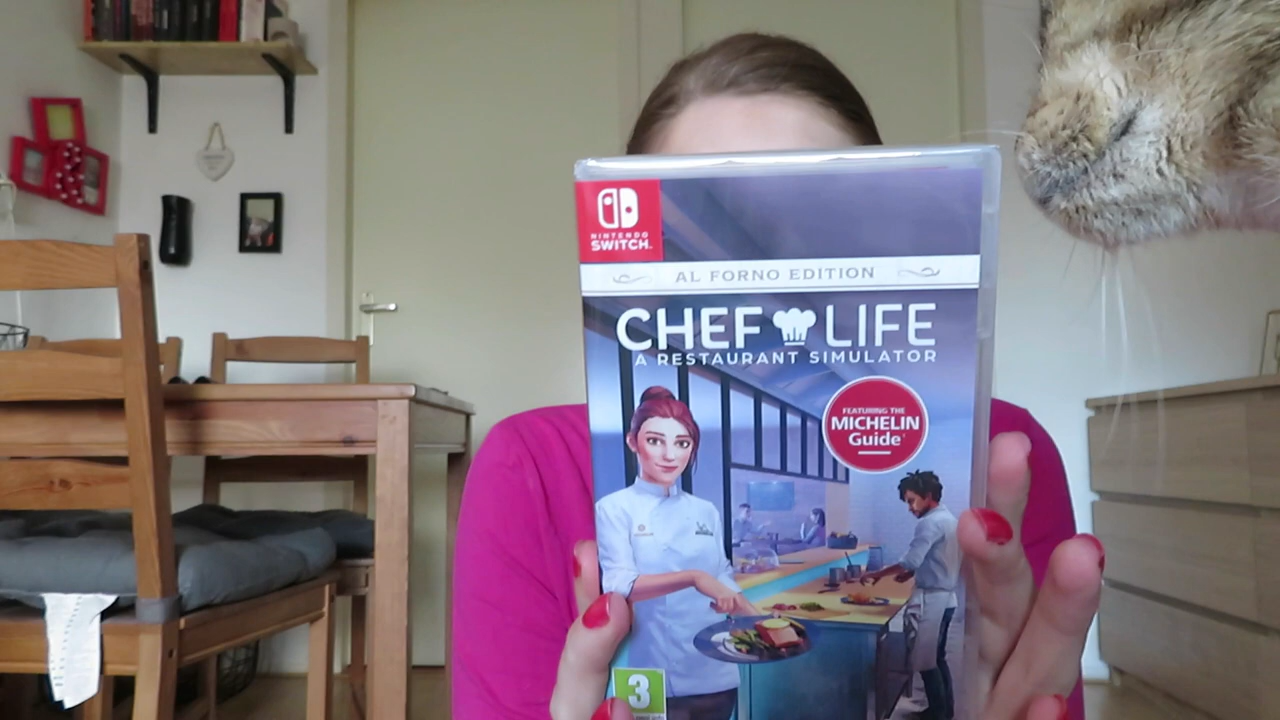 NINTENDO
SWITCH
AL FORNO EDITION
CHEF LIFE
A RESTAURANT SIMULATOR
FEATURING THE
MICHELIN
Guide
3